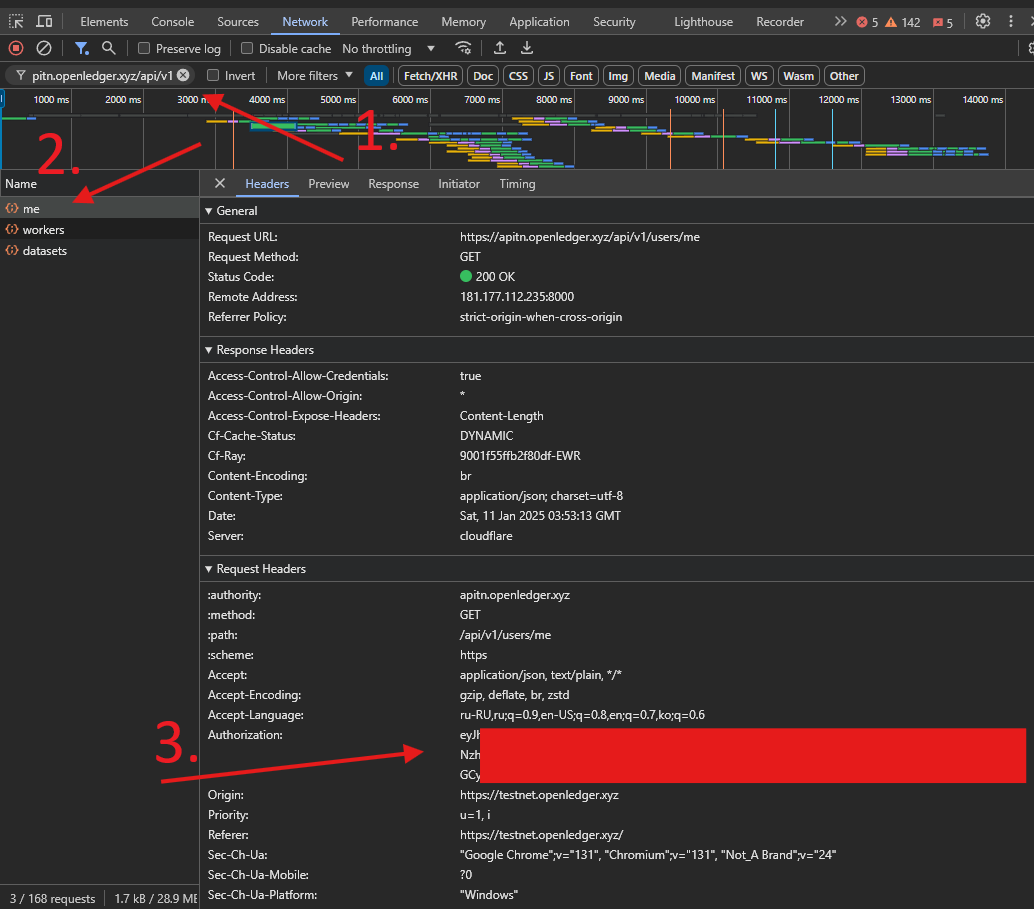 Elements Console Sources Network Performance Memory Application Security Lighthouse Recorder 5 142 5
Preserve log Disable cache No throttling
pitn.openledger.xyz/api/v1 Invert More filters All Fetch/XHR Doc CSS JS Font Img Media Manifest WS Wasm Other
1000 ms 2000 ms 3000 4000 ms 5000 ms 6000 ms 7000 ms 8000 ms 9000 ms 10000 ms 11000 ms 12000 ms 13000 ms 14000 ms
1.
2.
Name
me
workers
datasets
3 / 168 requests 1.7 kB / 28.9 ME
Headers Preview Response Initiator Timing
General
Request URL: https://apitn.openledger.xyz/api/v1/users/me
Request Method: GET
Status Code: 200 OK
Remote Address: 181.177.112.235:8000
Referrer Policy: strict-origin-when-cross-origin
Response Headers
Access-Control-Allow-Credentials: true
Access-Control-Allow-Origin: *
Access-Control-Expose-Headers: Content-Length
Cf-Cache-Status: DYNAMIC
Cf-Ray: 9001f55ffb2f80df-EWR
Content-Encoding: br
Content-Type: application/json; charset=utf-8
Date: Sat, 11 Jan 2025 03:53:13 GMT
Server: cloudflare
Request Headers
:authority: apitn.openledger.xyz
:method: GET
:path: /api/v1/users/me
:scheme: https
Accept: application/json, text/plain, */*
Accept-Encoding: gzip, deflate, br, zstd
Accept-Language: ru-RU,ru;q=0.9,en-US;q=0.8,en;q=0.7,ko;q=0.6
3.
Authorization: eyJh
Nzh
GCy
Origin: https://testnet.openledger.xyz
Priority: u=1, i
Referer: https://testnet.openledger.xyz/
Sec-Ch-Ua: "Google Chrome";v="131", "Chromium";v="131", "Not_A Brand";v="24"
Sec-Ch-Ua-Mobile: ?0
Sec-Ch-Ua-Platform: "Windows"